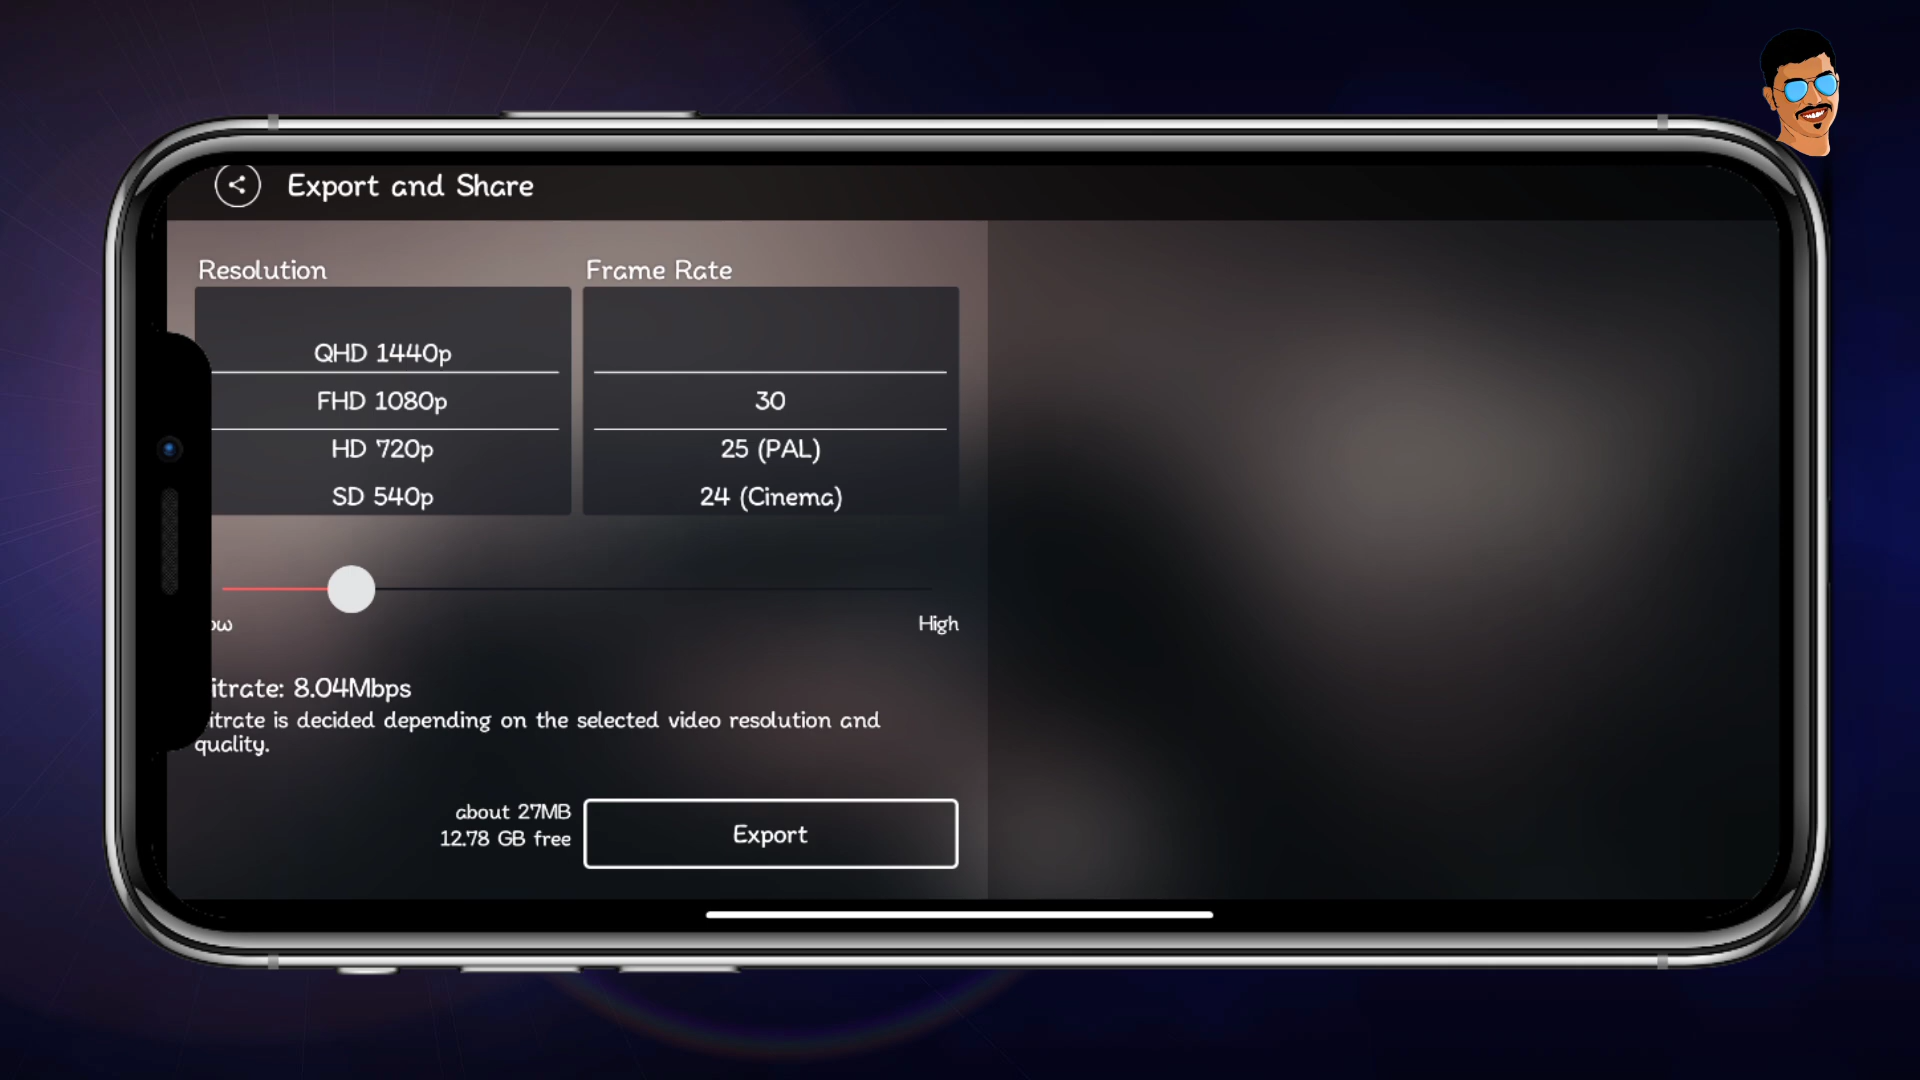 Export and Share
Resolution
Frame Rate
QHD 1440p
FHD 1080p
HD 720p
SD 540p
30
25 (PAL)
24 (Cinema)
ow
High
itrate: 8.04Mbps
itrate is decided depending on the selected video resolution and
quality.
about 27MB
12.78 GB free
Export